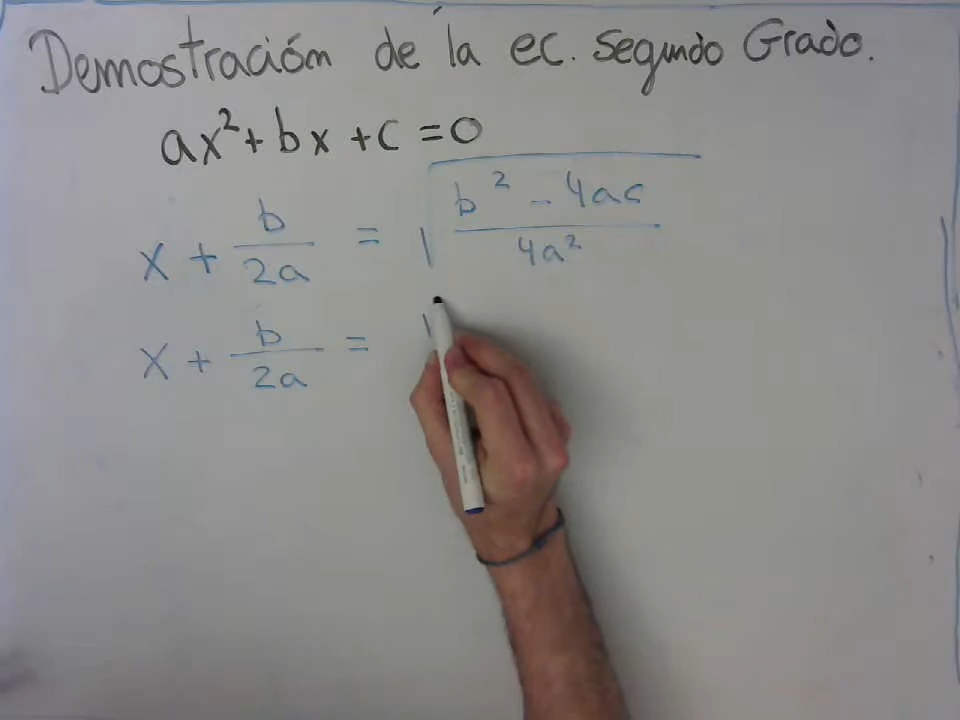 Demostración de la ec. Segundo Grado.
ax²+bx+c=0
x + b/2a = √((b² - 4ac)/4a²)
x + b/2a = √